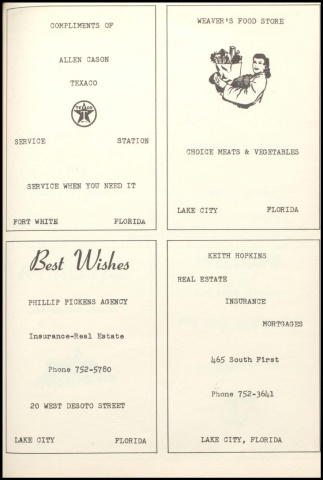 COMPLIMENTS OF
ALLEN CASON
TEXACO
TEXACO
SERVICE STATION
SERVICE WHEN YOU NEED IT
FORT WHITE FLORIDA
WEAVER'S FOOD STORE
CHOICE MEATS & VEGETABLES
LAKE CITY FLORIDA
Best Wishes
PHILLIP PICKENS AGENCY
Insurance-Real Estate
Phone 752-5780
20 WEST DESOTO STREET
LAKE CITY FLORIDA
KEITH HOPKINS
REAL ESTATE
INSURANCE
MORTGAGES
465 South First
Phone 752-3641
LAKE CITY, FLORIDA